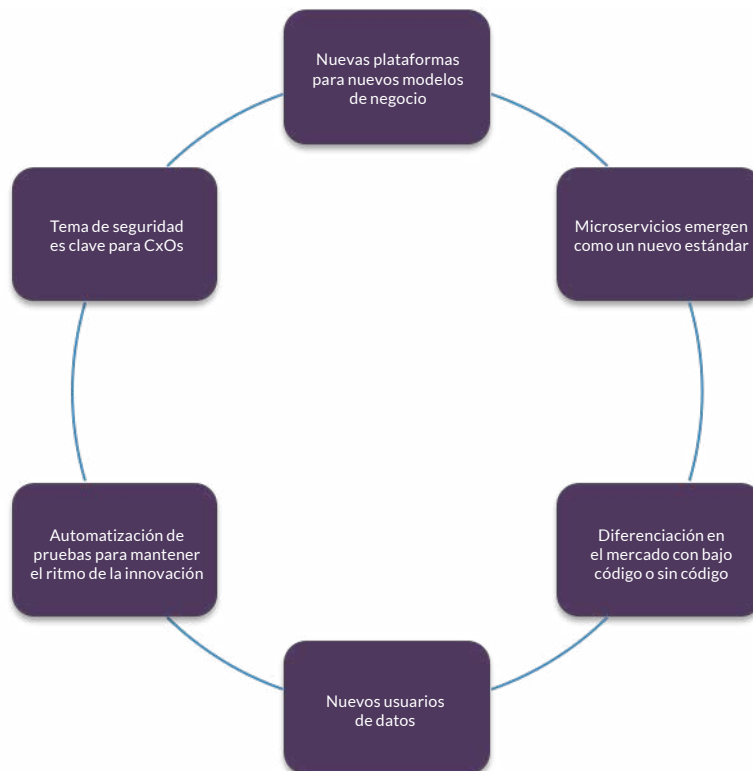 Nuevas plataformas
para nuevos modelos
de negocio
Tema de seguridad
es clave para CxOs
Microservicios emergen
como un nuevo estándar
Automatización de
pruebas para mantener
el ritmo de la innovación
Diferenciación en
el mercado con bajo
código o sin código
Nuevos usuarios
de datos